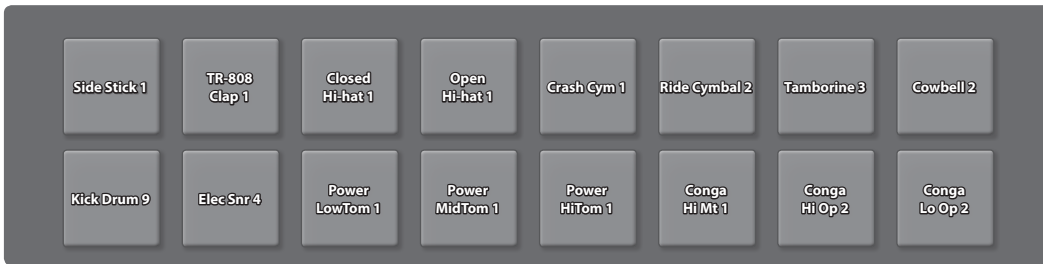 Side Stick 1
TR-808
Clap 1
Closed
Hi-hat 1
Open
Hi-hat 1
Crash Cym 1
Ride Cymbal 2
Tamborine 3
Cowbell 2
Kick Drum 9
Elec Snr 4
Power
LowTom 1
Power
MidTom 1
Power
HiTom 1
Conga
Hi Mt 1
Conga
Hi Op 2
Conga
Lo Op 2